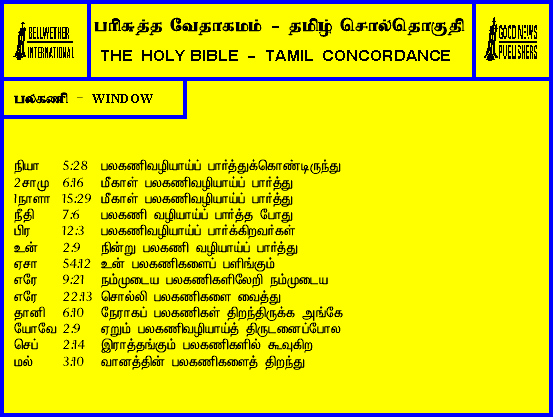 BELLWETHER
INTERNATIONAL
பரிசுத்த வேதாகமம் - தமிழ் சொல்தொகுதி
THE HOLY BIBLE - TAMIL CONCORDANCE
GOOD NEWS
PUBLISHERS
பலகணி - WINDOW
நியா 5:28 பலகணிவழியாய்ப் பார்த்துக்கொண்டிருந்து
2சாமு 6:16 மீகாள் பலகணிவழியாய்ப் பார்த்து
1நாளா 15:29 மீகாள் பலகணிவழியாய்ப் பார்த்து
நீதி 7:6 பலகணி வழியாய்ப் பார்த்த போது
பிர 12:3 பலகணிவழியாய்ப் பார்க்கிறவர்கள்
உன் 2:9 நின்று பலகணி வழியாய்ப் பார்த்து
ஏசா 54:12 உன் பலகணிகளைப் பளிங்கும்
எரே 9:21 நம்முடைய பலகணிகளிலேறி நம்முடைய
எரே 22:13 சொல்லி பலகணிகளை வைத்து
தானி 6:10 நேராகப் பலகணிகள் திறந்திருக்க அங்கே
யோவே 2:9 ஏறும் பலகணிவழியாய்த் திருடனைப்போல
செப் 2:14 இராத்தங்கும் பலகணிகளில் கூவுகிற
மல் 3:10 வானத்தின் பலகணிகளைத் திறந்து